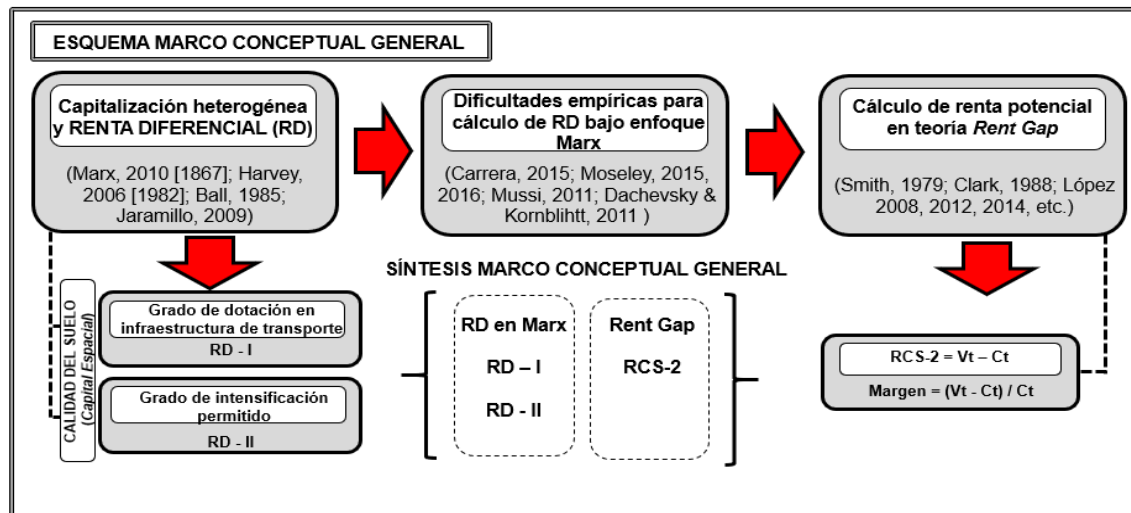 ESQUEMA MARCO CONCEPTUAL GENERAL
Capitalización heterogénea
y RENTA DIFERENCIAL (RD)
(Marx, 2010 [1867]; Harvey,
2006 [1982]; Ball, 1985;
Jaramillo, 2009)
Dificultades empíricas para
cálculo de RD bajo enfoque
Marx
(Carrera, 2015; Moseley, 2015,
2016; Mussi, 2011; Dachevsky &
Kornblihtt, 2011 )
Cálculo de renta potencial
en teoría Rent Gap
(Smith, 1979; Clark, 1988; López
2008, 2012, 2014, etc.)
CALIDAD DEL SUELO
(Capital Espacial)
Grado de dotación en
infraestructura de transporte
RD - I
Grado de intensificación
permitido
RD - II
SÍNTESIS MARCO CONCEPTUAL GENERAL
RD en Marx
RD – I
RD - II
Rent Gap
RCS-2
RCS-2 = Vt – Ct
Margen = (Vt - Ct) / Ct